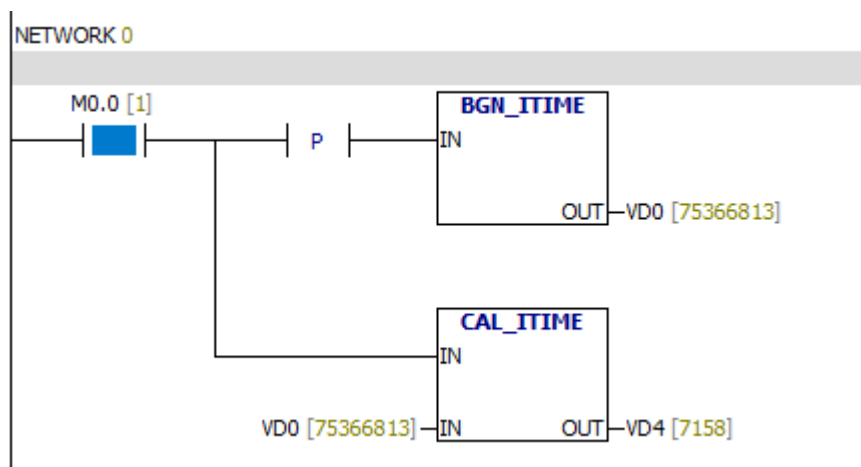 NETWORK 0
M0.0 [1]
BGN_ITIME
P
IN
OUT VD0 [75366813]
CAL_ITIME
IN
VD0 [75366813] IN OUT VD4 [7158]